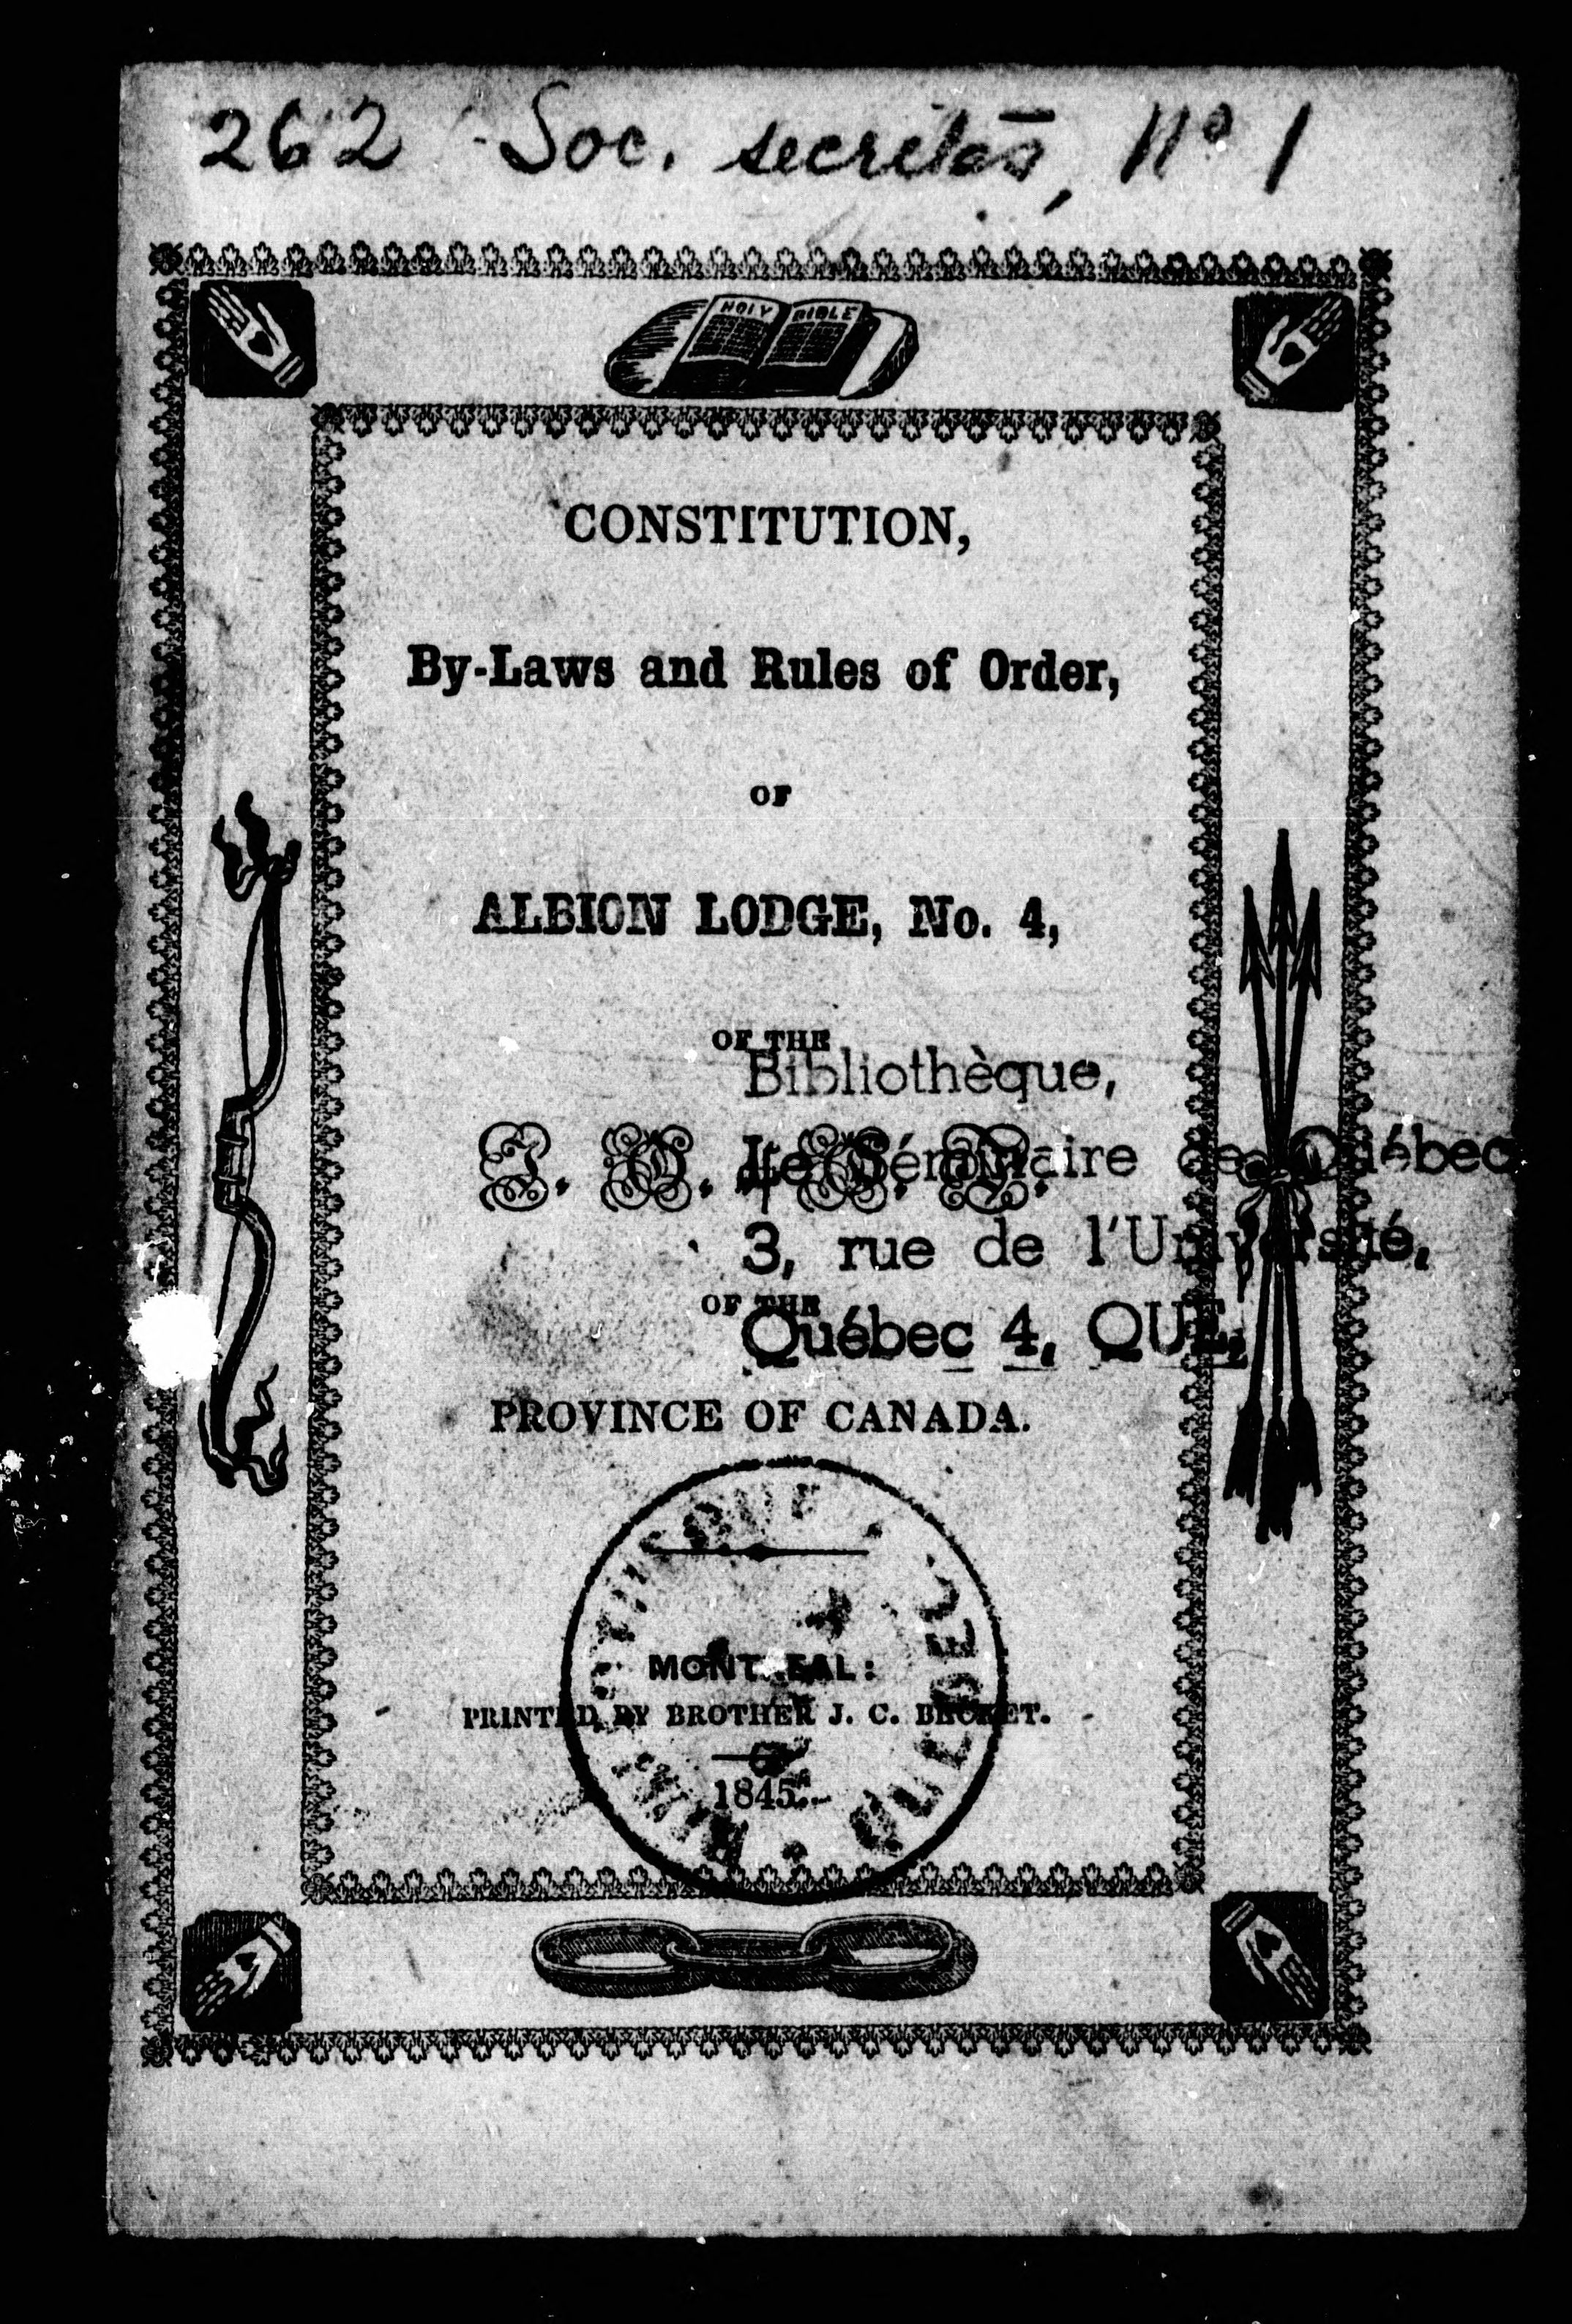 262 Soc. secrètes, No 1
HOLY BIBLE
CONSTITUTION,
By-Laws and Rules of Order,
OF
ALBION LODGE, No. 4,
OF THE
Bibliothèque,
I. O. of O. F.
Le Séminaire de Québec
3, rue de l'Université,
OF THE
Québec 4, QUE.
PROVINCE OF CANADA.
MONTREAL:
PRINTED BY BROTHER J. C. BECKET.
1845.